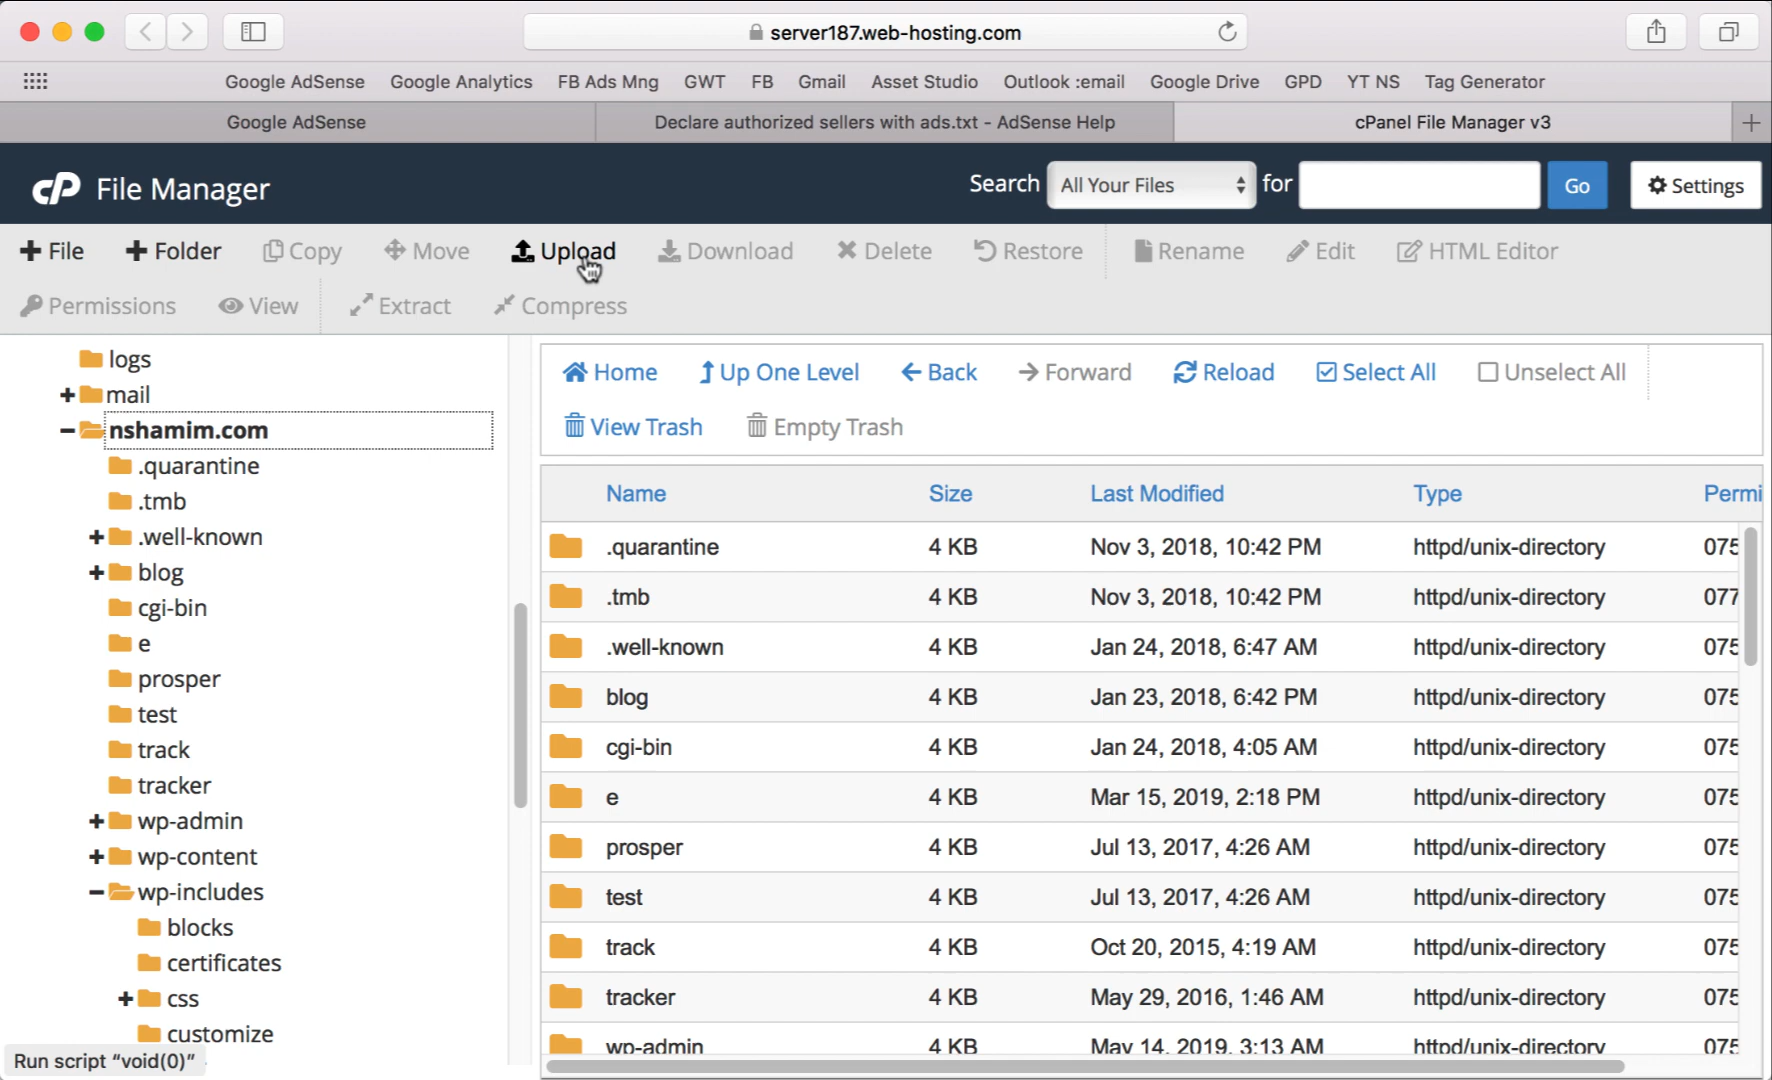 server187.web-hosting.com
Google AdSense Google Analytics FB Ads Mng GWT FB Gmail Asset Studio Outlook :email Google Drive GPD YT NS Tag Generator
Google AdSense Declare authorized sellers with ads.txt - AdSense Help cPanel File Manager v3
cP File Manager Search All Your Files for Go Settings
File Folder Copy Move Upload Download Delete Restore Rename Edit HTML Editor
Permissions View Extract Compress
logs
mail
nshamim.com
.quarantine
.tmb
.well-known
blog
cgi-bin
e
prosper
test
track
tracker
wp-admin
wp-content
wp-includes
blocks
certificates
css
customize
Run script “void(0)”
Home Up One Level Back Forward Reload Select All Unselect All
View Trash Empty Trash
Name Size Last Modified Type Permi
.quarantine 4 KB Nov 3, 2018, 10:42 PM httpd/unix-directory 075
.tmb 4 KB Nov 3, 2018, 10:42 PM httpd/unix-directory 077
.well-known 4 KB Jan 24, 2018, 6:47 AM httpd/unix-directory 075
blog 4 KB Jan 23, 2018, 6:42 PM httpd/unix-directory 075
cgi-bin 4 KB Jan 24, 2018, 4:05 AM httpd/unix-directory 075
e 4 KB Mar 15, 2019, 2:18 PM httpd/unix-directory 075
prosper 4 KB Jul 13, 2017, 4:26 AM httpd/unix-directory 075
test 4 KB Jul 13, 2017, 4:26 AM httpd/unix-directory 075
track 4 KB Oct 20, 2015, 4:19 AM httpd/unix-directory 075
tracker 4 KB May 29, 2016, 1:46 AM httpd/unix-directory 075
wp-admin 4 KB May 14, 2019, 3:13 AM httpd/unix-directory 075